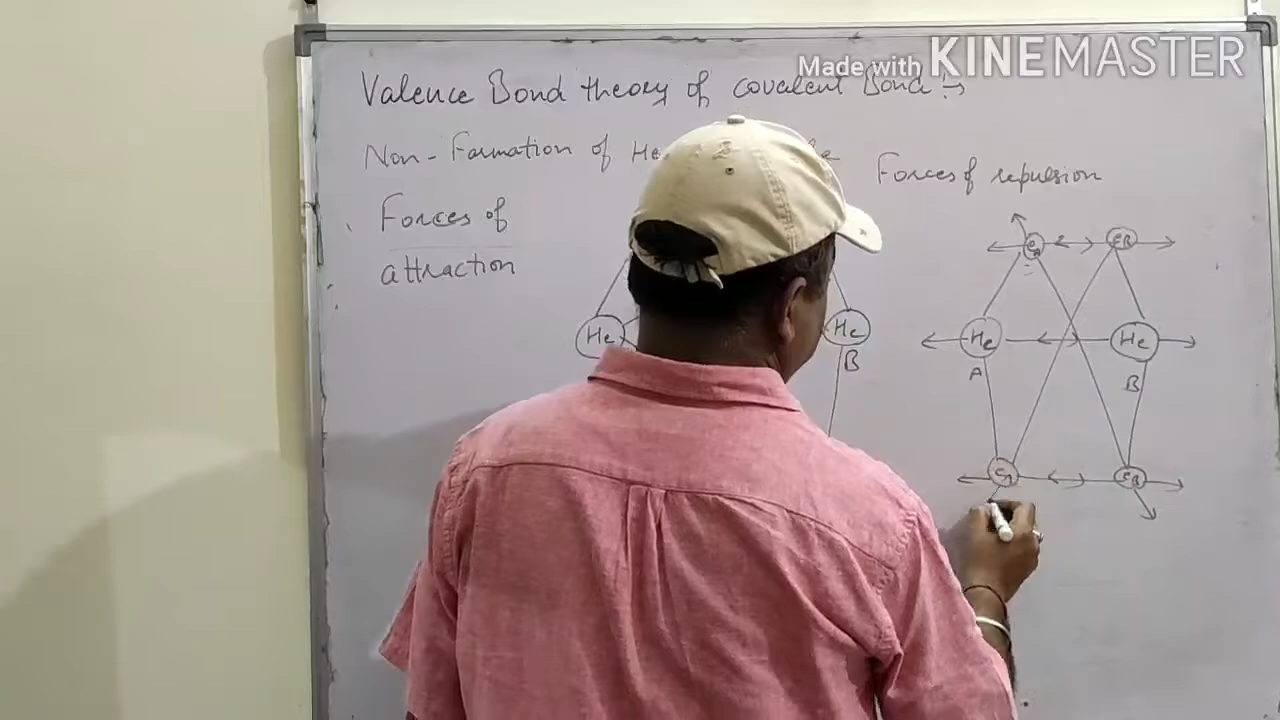 Made with KINEMASTER
Valence Bond theory of covalent Bond :→
Non - Formation of He
Forces of
attraction
Forces of repulsion
eA eB
He He
A B
eA eB
He
He
B